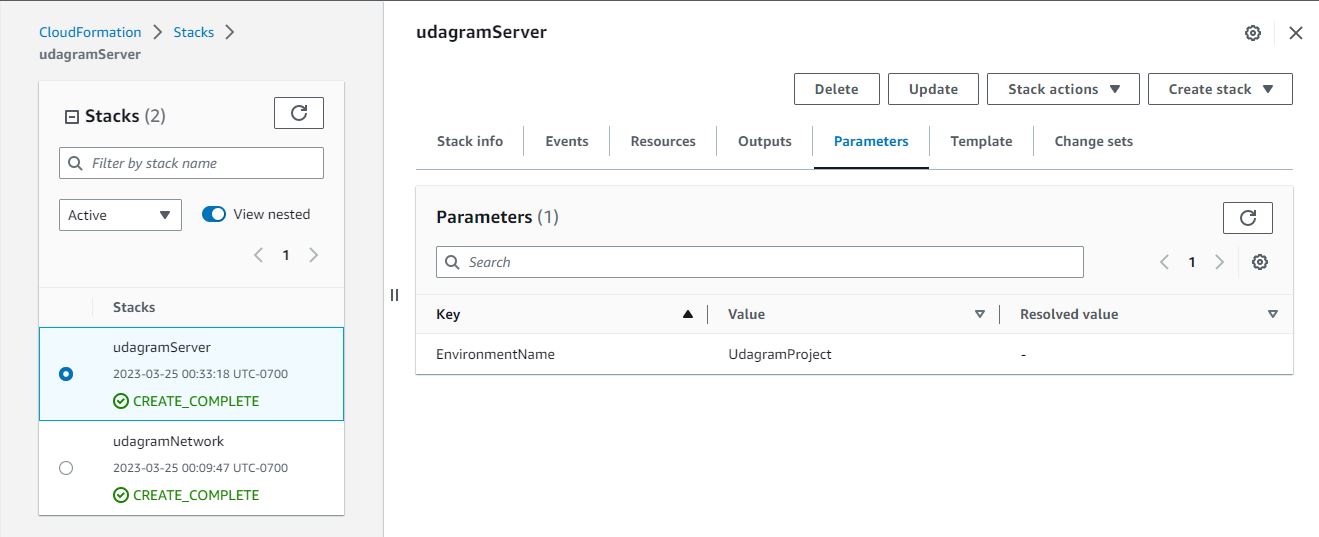 CloudFormation > Stacks >
udagramServer
Stacks (2)
Filter by stack name
Active
View nested
1
Stacks
udagramServer
2023-03-25 00:33:18 UTC-0700
CREATE_COMPLETE
udagramNetwork
2023-03-25 00:09:47 UTC-0700
CREATE_COMPLETE
udagramServer
Delete Update Stack actions Create stack
Stack info Events Resources Outputs Parameters Template Change sets
Parameters (1)
Search
1
Key Value Resolved value
EnvironmentName UdagramProject -